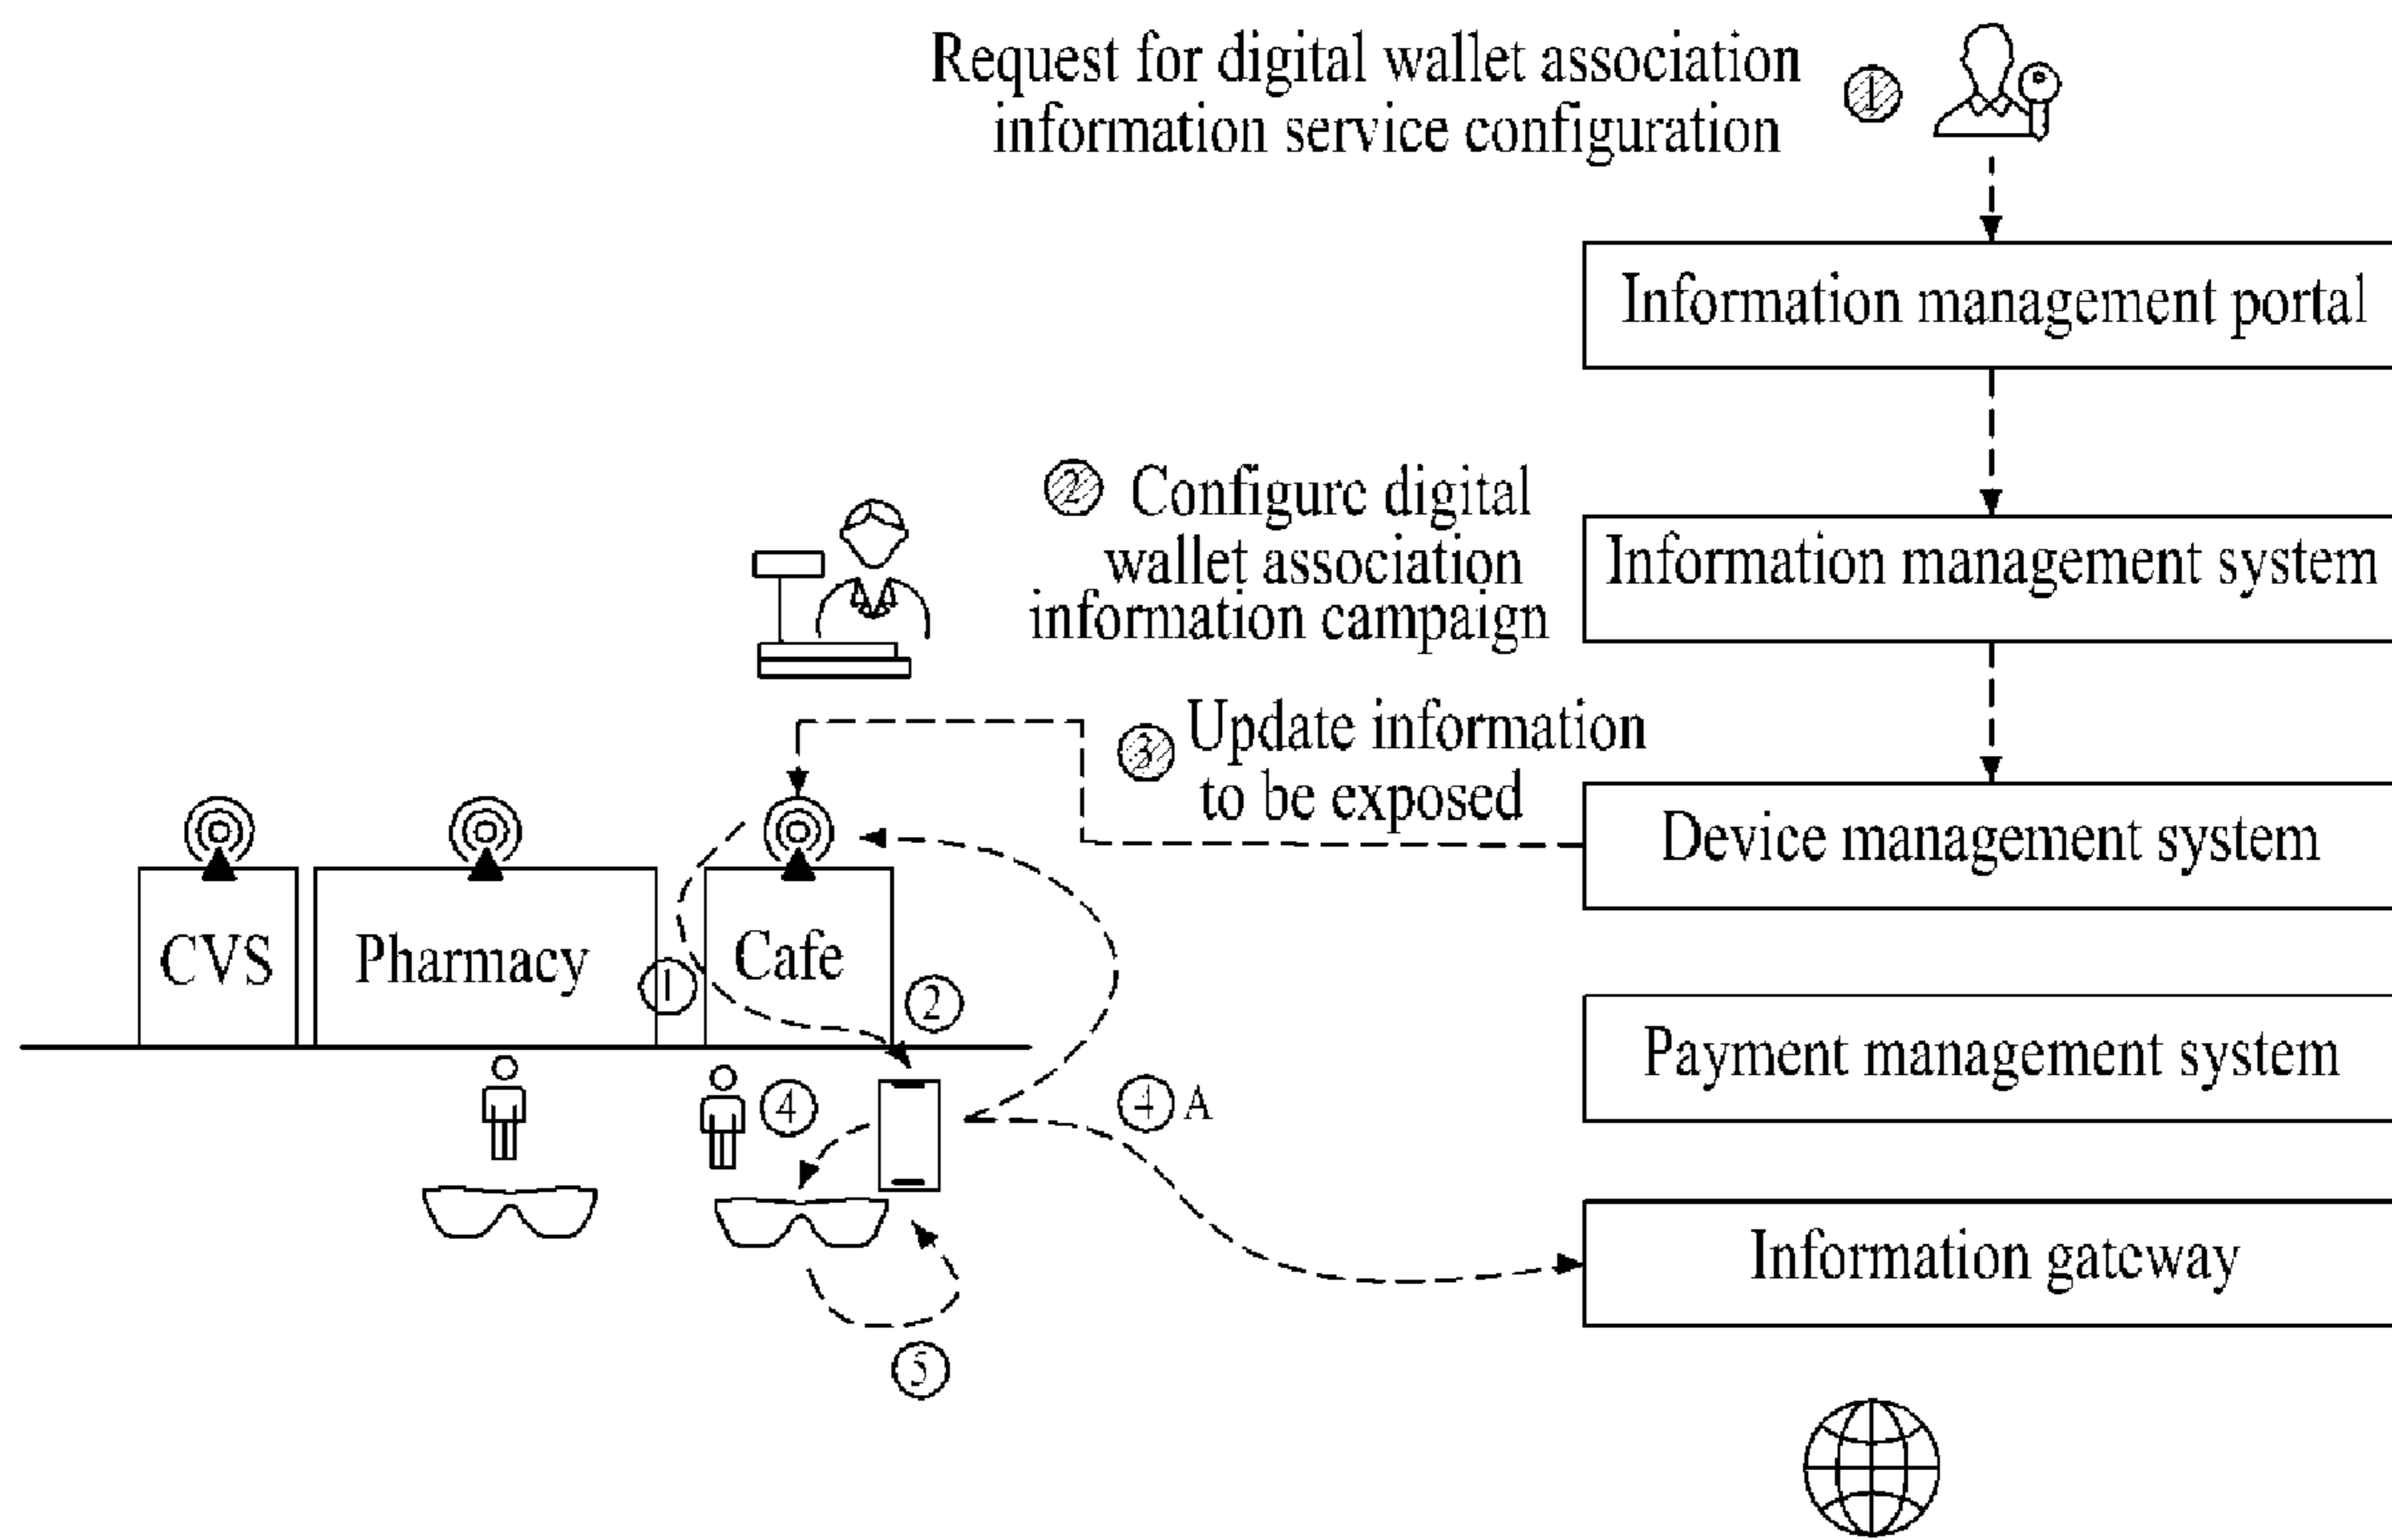 Request for digital wallet association
information service configuration
①
Information management portal
② Configure digital
wallet association
information campaign
Information management system
③ Update information
to be exposed
Device management system
CVS
Pharmacy
Cafe
①
②
Payment management system
④
④ A
Information gateway
⑤